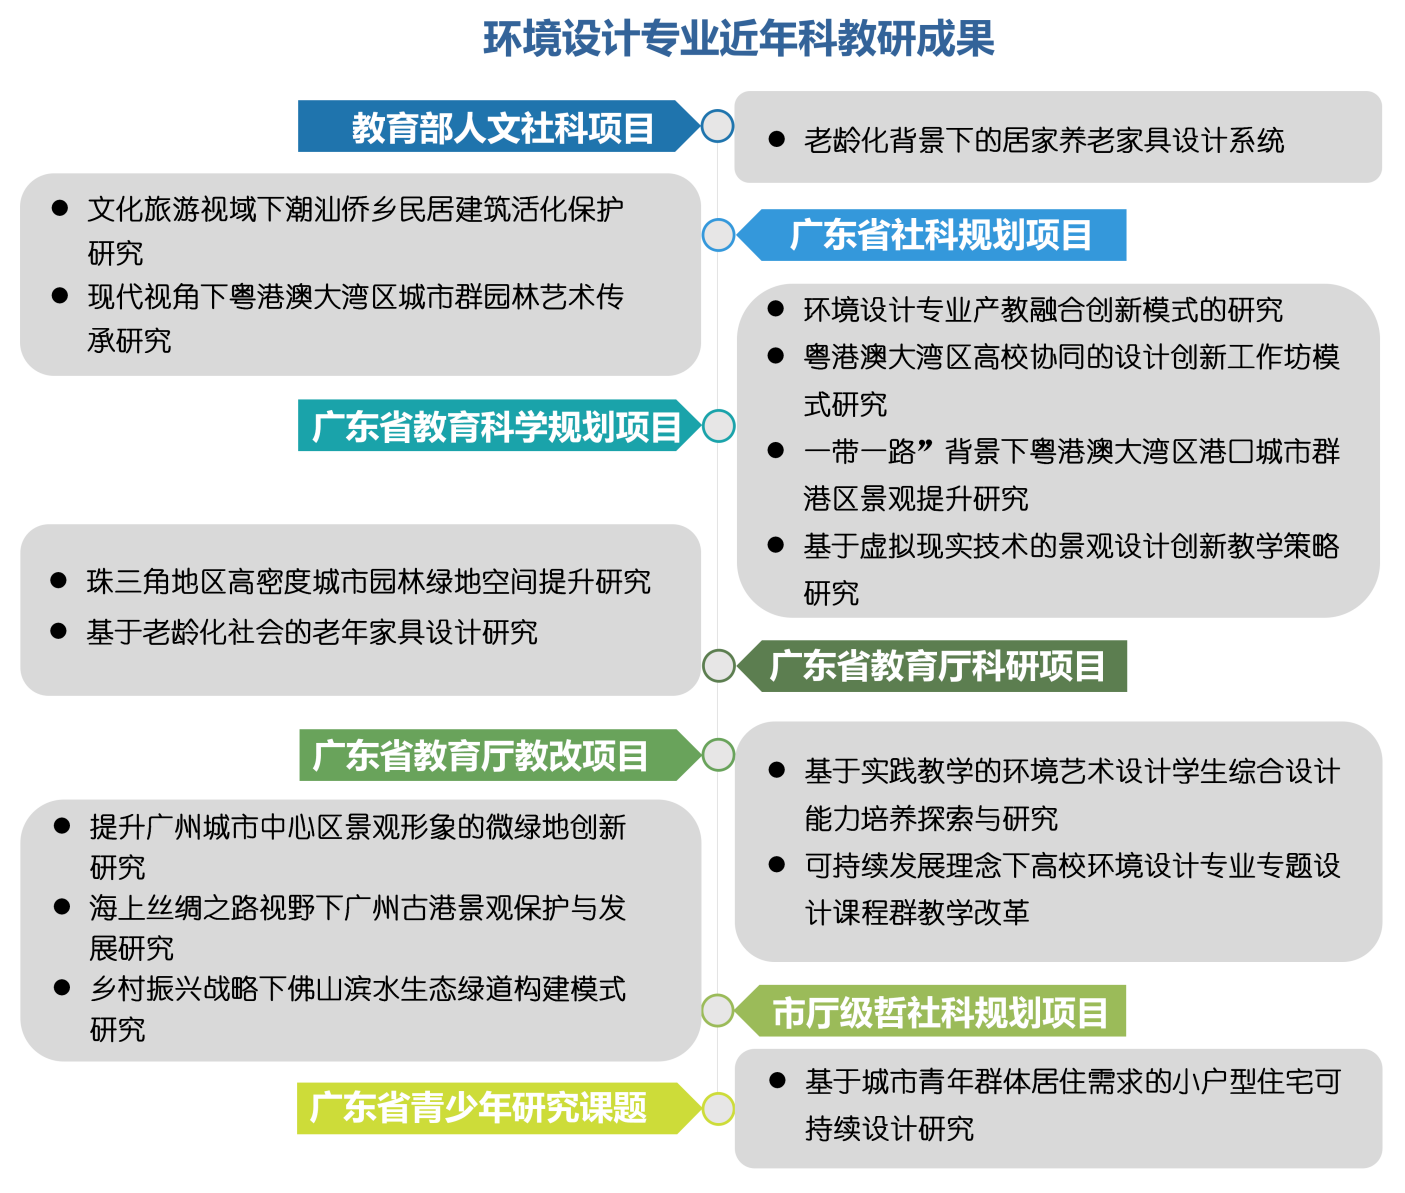 环境设计专业近年科教研成果
教育部人文社科项目
● 老龄化背景下的居家养老家具设计系统
广东省社科规划项目
● 文化旅游视域下潮汕侨乡民居建筑活化保护
研究
● 现代视角下粤港澳大湾区城市群园林艺术传
承研究
广东省教育科学规划项目
● 环境设计专业产教融合创新模式的研究
● 粤港澳大湾区高校协同的设计创新工作坊模
式研究
● 一带一路”背景下粤港澳大湾区港口城市群
港区景观提升研究
● 基于虚拟现实技术的景观设计创新教学策略
研究
● 珠三角地区高密度城市园林绿地空间提升研究
● 基于老龄化社会的老年家具设计研究
广东省教育厅科研项目
广东省教育厅教改项目
● 基于实践教学的环境艺术设计学生综合设计
能力培养探索与研究
● 可持续发展理念下高校环境设计专业专题设
计课程群教学改革
● 提升广州城市中心区景观形象的微绿地创新
研究
● 海上丝绸之路视野下广州古港景观保护与发
展研究
● 乡村振兴战略下佛山滨水生态绿道构建模式
研究
市厅级哲社科规划项目
广东省青少年研究课题
● 基于城市青年群体居住需求的小户型住宅可
持续设计研究